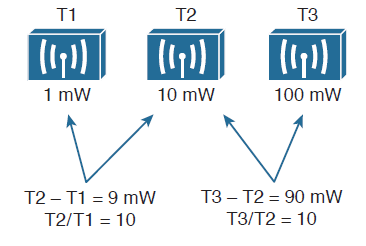 T1 T2 T3
1 mW 10 mW 100 mW
T2 – T1 = 9 mW
T2/T1 = 10
T3 – T2 = 90 mW
T3/T2 = 10